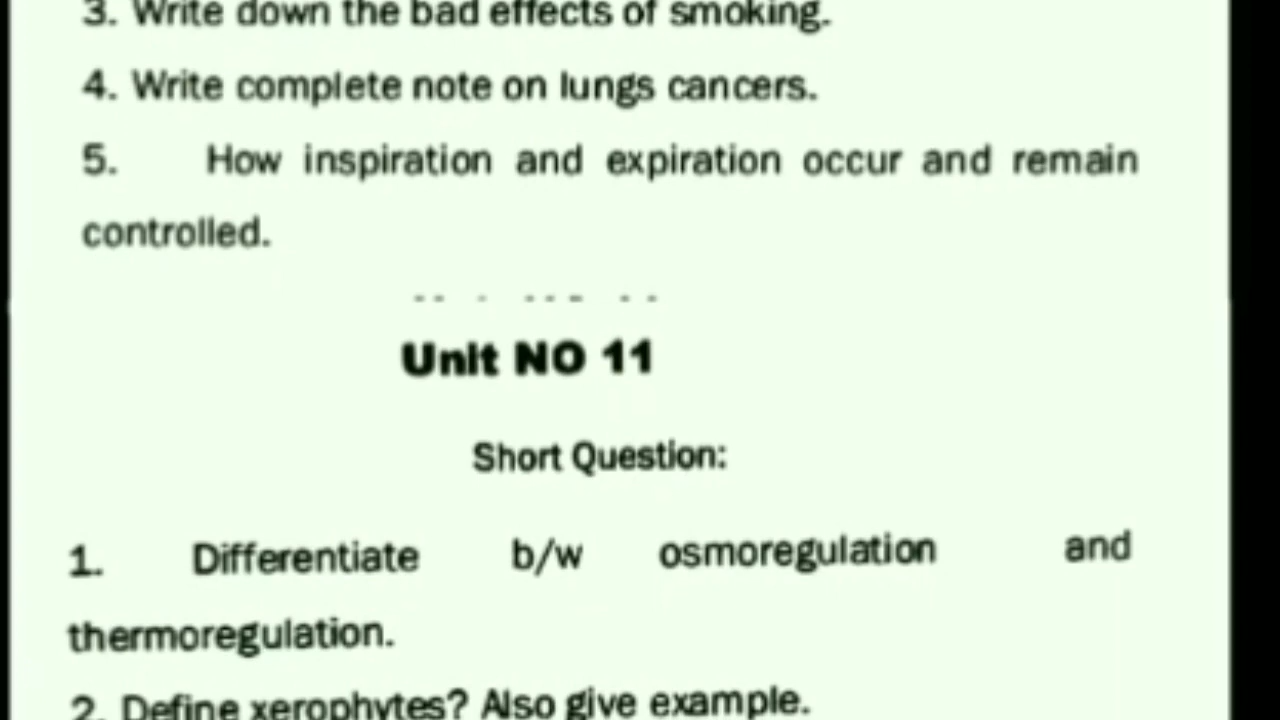 3. Write down the bad effects of smoking.
4. Write complete note on lungs cancers.
5. How inspiration and expiration occur and remain
controlled.
Unit NO 11
Short Question:
1. Differentiate b/w osmoregulation and
thermoregulation.
2. Define xerophytes? Also give example.